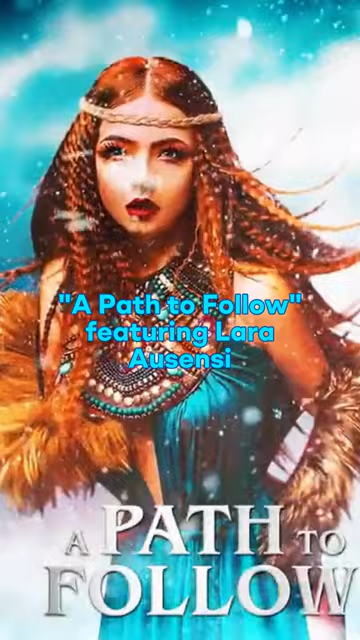 "A Path to Follow"
featuring Lara
Ausensi
A PATH TO
FOLLOW